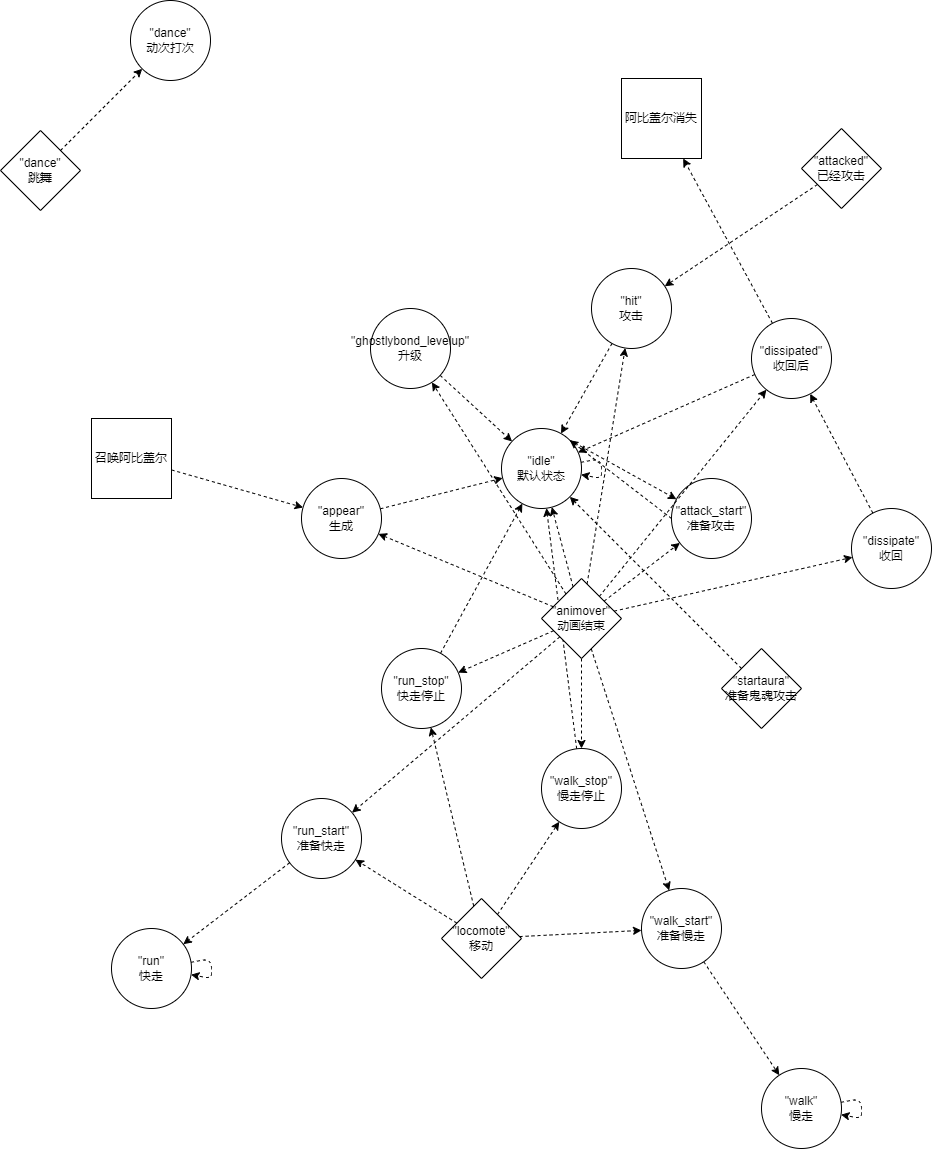 "dance"
动次打次
"dance"
跳舞
阿比盖尔消失
"attacked"
已经攻击
"hit"
攻击
"ghostlybond_levelup"
升级
"dissipated"
收回后
召唤阿比盖尔
"idle"
默认状态
"appear"
生成
"attack_start"
准备攻击
"dissipate"
收回
"animover"
动画结束
"run_stop"
快走停止
"startaura"
准备鬼魂攻击
"walk_stop"
慢走停止
"run_start"
准备快走
"locomote"
移动
"walk_start"
准备慢走
"run"
快走
"walk"
慢走